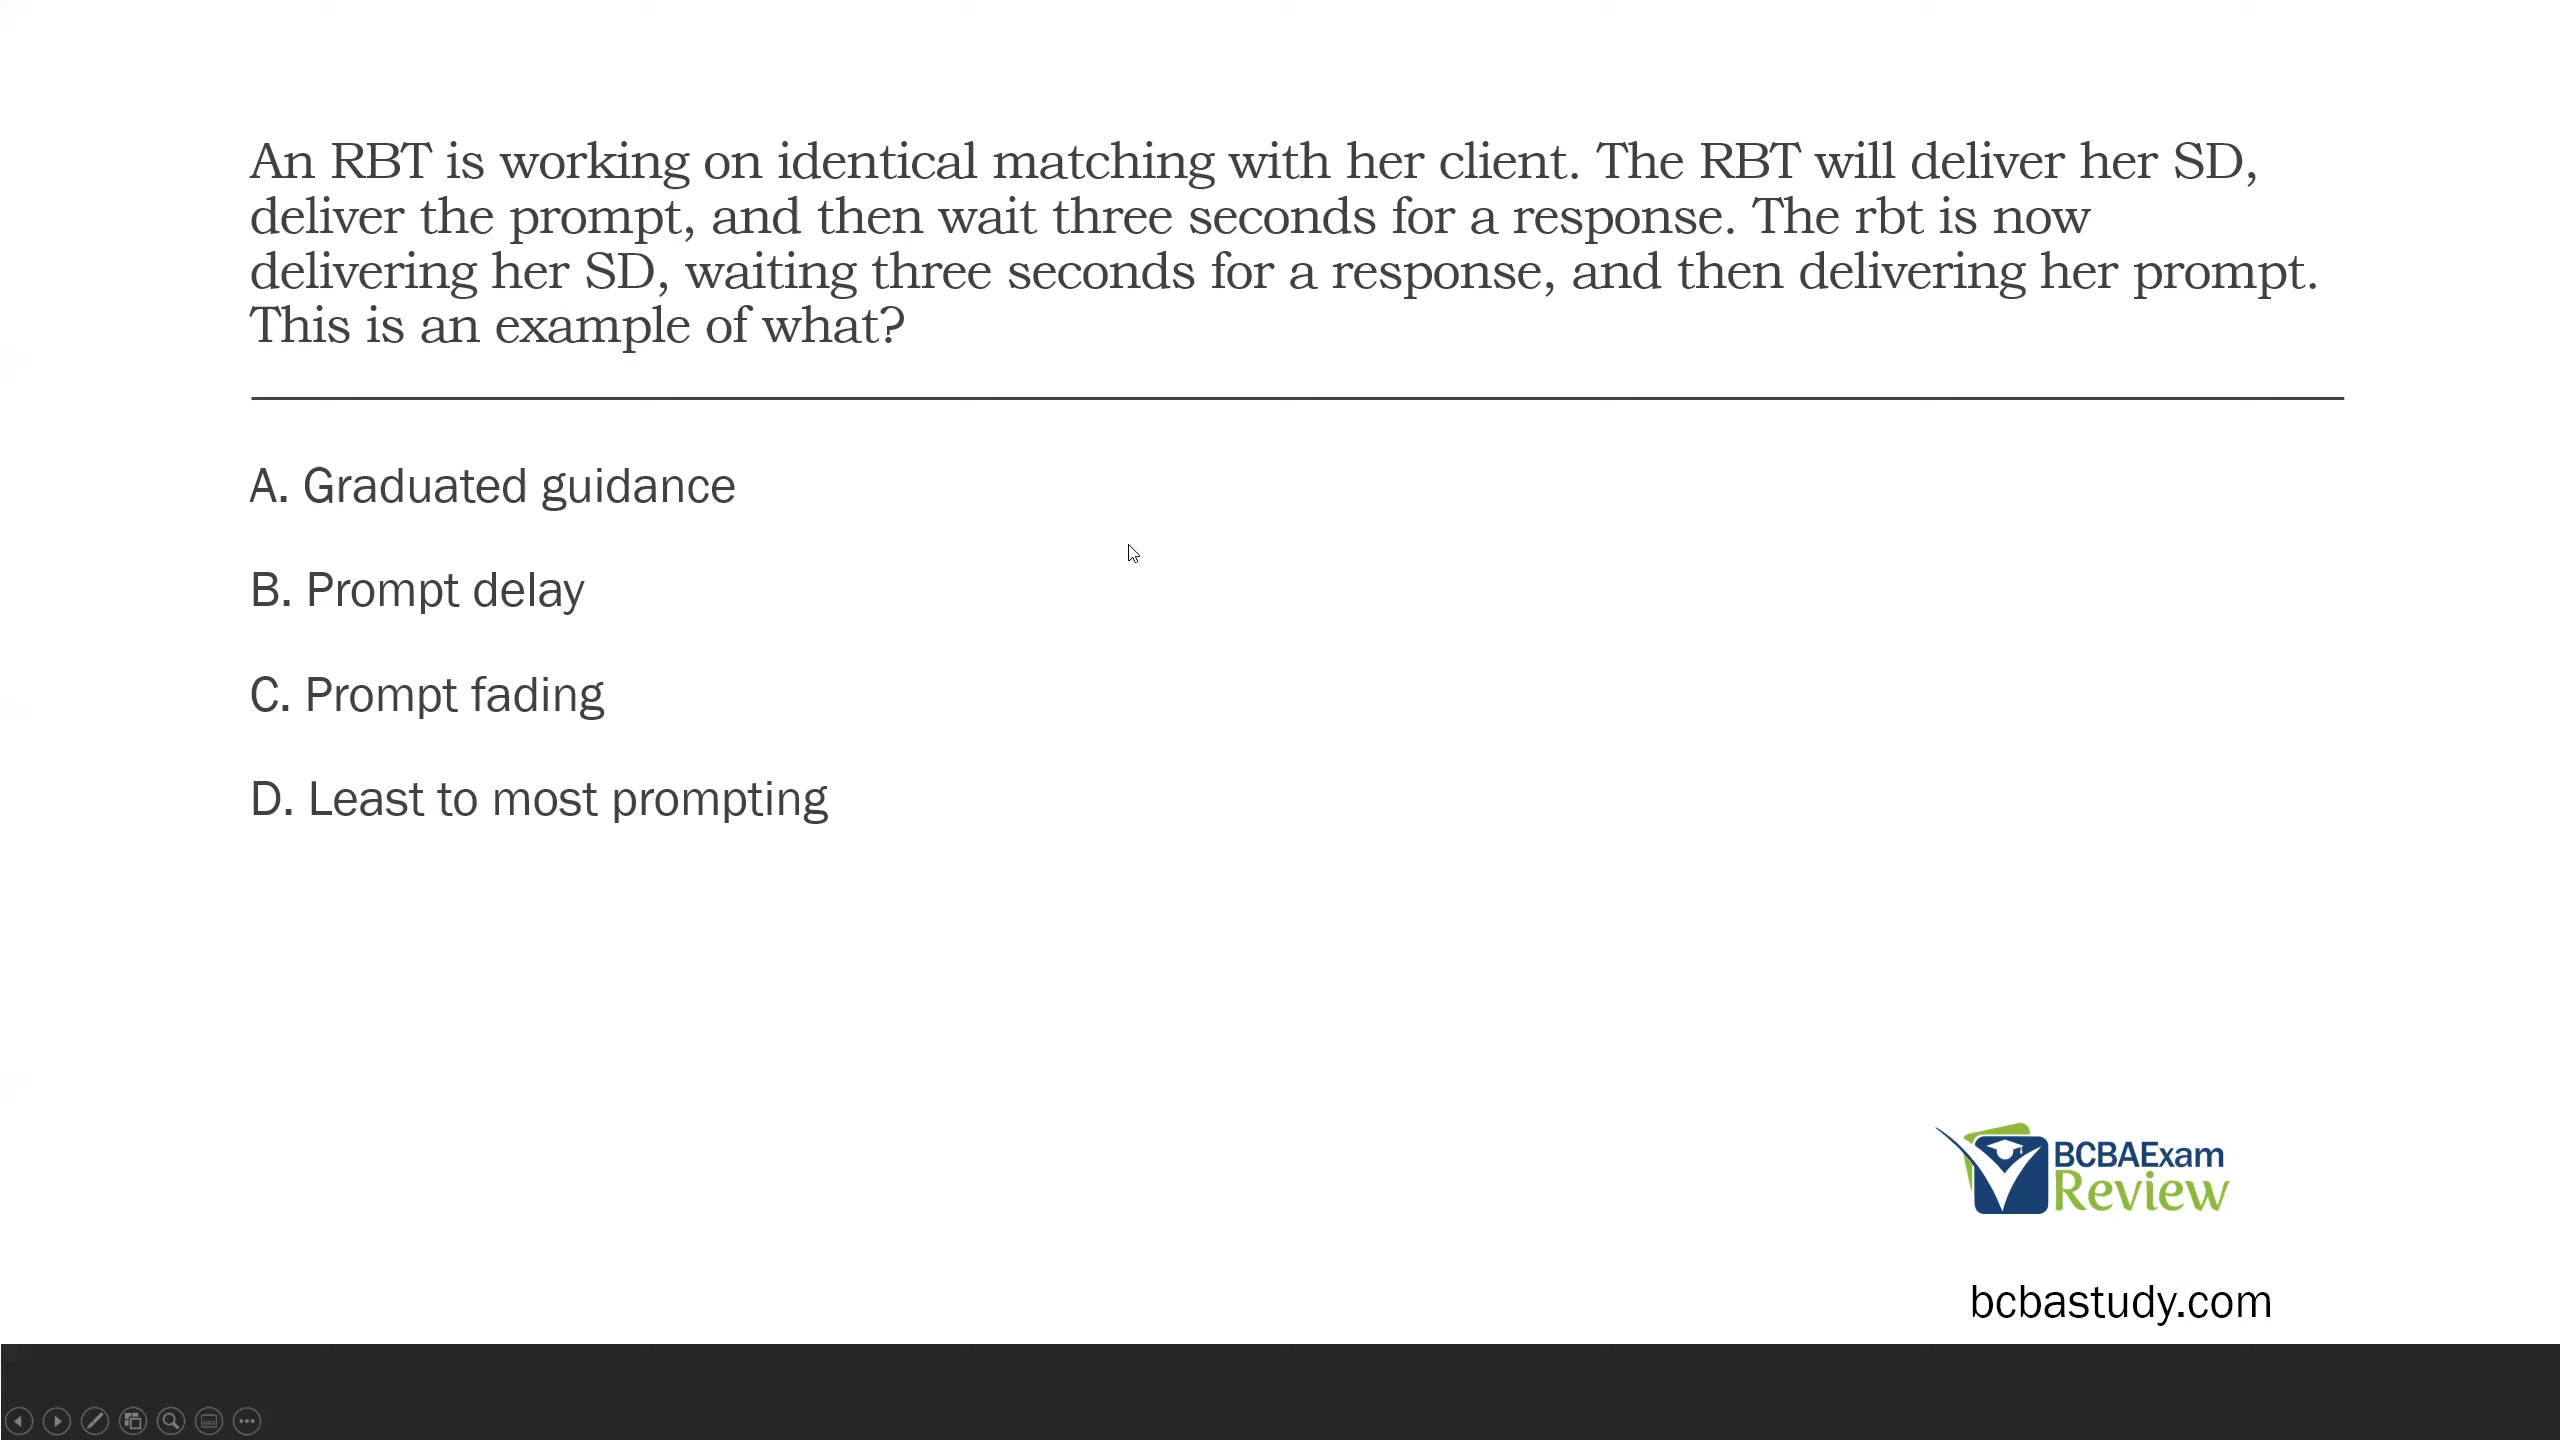 An RBT is working on identical matching with her client. The RBT will deliver her SD,
deliver the prompt, and then wait three seconds for a response. The rbt is now
delivering her SD, waiting three seconds for a response, and then delivering her prompt.
This is an example of what?
A. Graduated guidance
B. Prompt delay
C. Prompt fading
D. Least to most prompting
BCBAExam
Review
bcbastudy.com